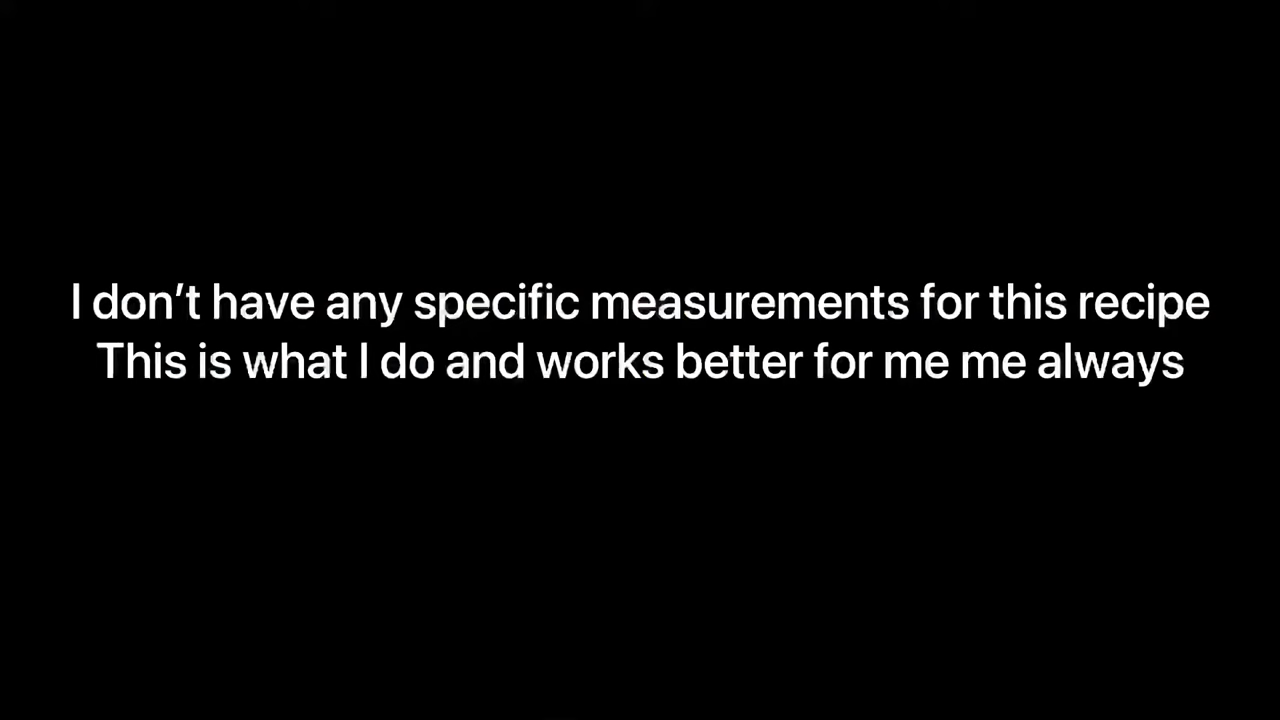 I don’t have any specific measurements for this recipe
This is what I do and works better for me me always